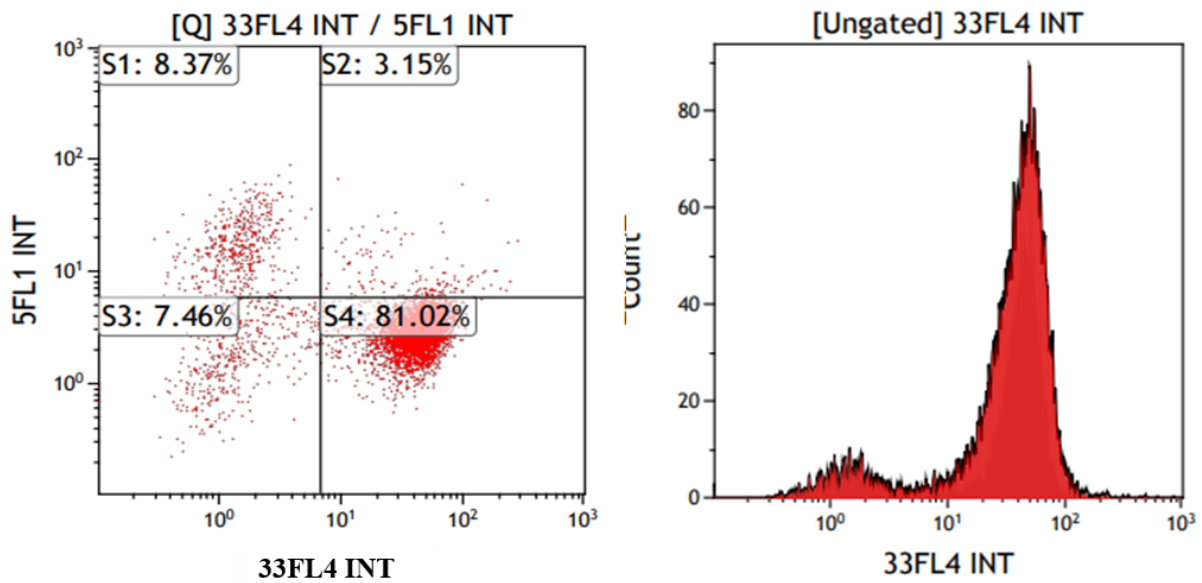 [Q] 33FL4 INT / 5FL1 INT
S1: 8.37%
S2: 3.15%
S3: 7.46%
S4: 81.02%
10³
10²
10¹
10⁰
5FL1 INT
10⁰ 10¹ 10² 10³
33FL4 INT
[Ungated] 33FL4 INT
80
60
40
20
0
Count
10⁰ 10¹ 10² 10³
33FL4 INT